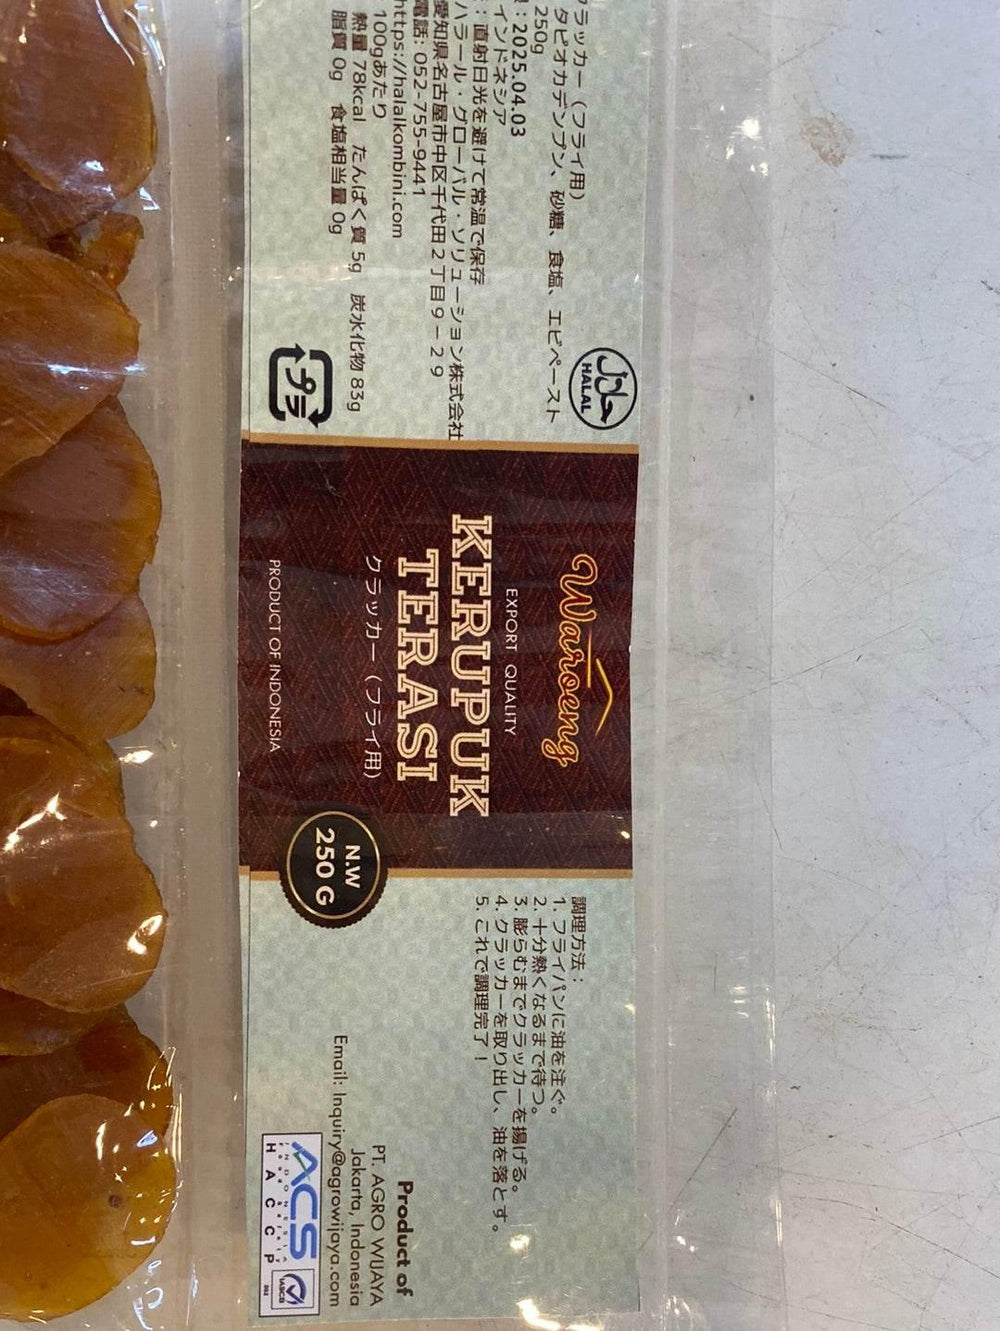 ラッカー（フライ用）
タピオカデンプン、砂糖、食塩、エビペースト
250g
: 2025.04.03
インドネシア
：直射日光を避けて常温で保存
ハラール・グローバル・ソリューション株式会社
愛知県名古屋市中区千代田２丁目９－２９
電話: 052-755-9441
https://halalkombini.com
100gあたり
熱量 78kcal たんぱく質 5g 炭水化物 83g
脂質 0g 食塩相当量 0g
حلال
HALAL
プラ
Waroeng
EXPORT QUALITY
KERUPUK
TERASI
クラッカー（フライ用）
PRODUCT OF INDONESIA
N.W
250 G
調理方法：
1. フライパンに油を注ぐ。
2. 十分熱くなるまで待つ。
3. 膨らむまでクラッカーを揚げる。
4. クラッカーを取り出し、油を落とす。
5. これで調理完了！
Product of
PT. AGRO WIJAYA
Jakarta, Indonesia
Email: Inquiry@agrowijaya.com
ACS
INDONESIA
HACCP